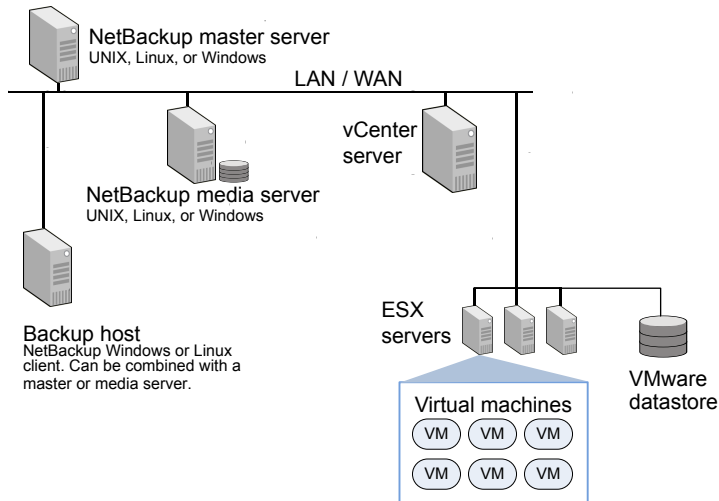 NetBackup master server
UNIX, Linux, or Windows
LAN / WAN
vCenter
server
NetBackup media server
UNIX, Linux, or Windows
ESX
servers
Backup host
NetBackup Windows or Linux
client. Can be combined with a
master or media server.
VMware
datastore
Virtual machines
VM VM VM
VM VM VM